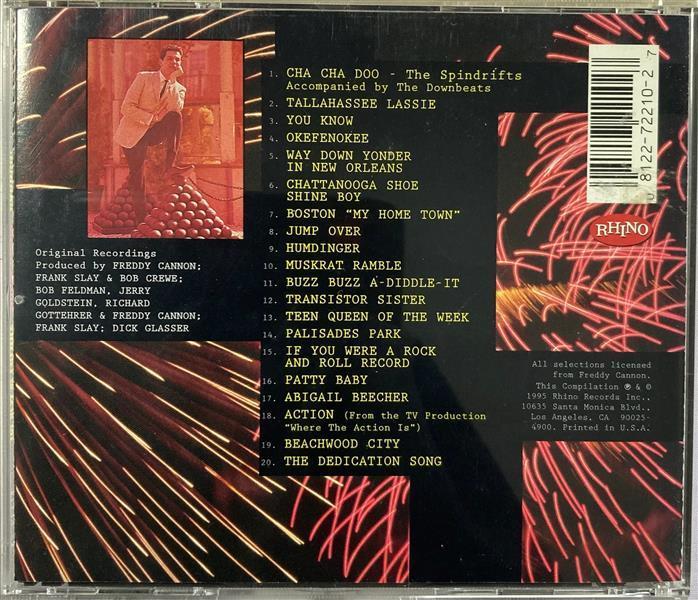 1. CHA CHA DOO - The Spindrifts
Accompanied by The Downbeats
2. TALLAHASSEE LASSIE
3. YOU KNOW
4. OKEFENOKEE
5. WAY DOWN YONDER
IN NEW ORLEANS
6. CHATTANOOGA SHOE
SHINE BOY
7. BOSTON "MY HOME TOWN"
8. JUMP OVER
9. HUMDINGER
10. MUSKRAT RAMBLE
11. BUZZ BUZZ A-DIDDLE-IT
12. TRANSISTOR SISTER
13. TEEN QUEEN OF THE WEEK
14. PALISADES PARK
15. IF YOU WERE A ROCK
AND ROLL RECORD
16. PATTY BABY
17. ABIGAIL BEECHER
18. ACTION (From the TV Production
"Where The Action Is")
19. BEACHWOOD CITY
20. THE DEDICATION SONG
Original Recordings
Produced by FREDDY CANNON;
FRANK SLAY & BOB CREWE;
BOB FELDMAN, JERRY
GOLDSTEIN, RICHARD
GOTTEHRER & FREDDY CANNON;
FRANK SLAY; DICK GLASSER
0 8122-72210-2 7
RHINO
All selections licensed
from Freddy Cannon.
This Compilation ℗ & ©
1995 Rhino Records Inc.,
10635 Santa Monica Blvd.,
Los Angeles, CA 90025-
4900. Printed in U.S.A.